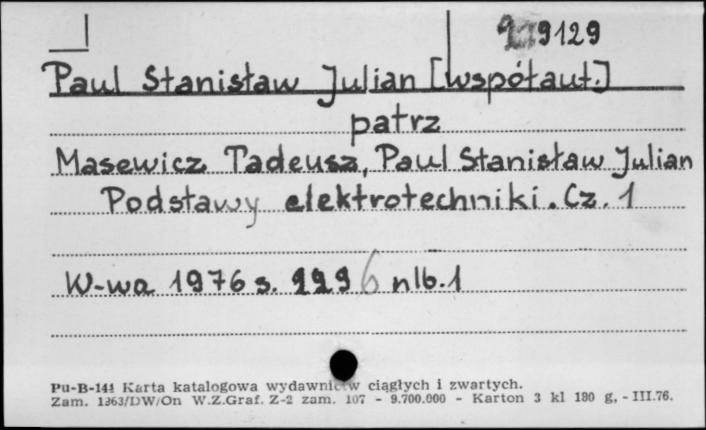 9129
Paul Stanisław Julian [współaut.]
patrz
Masewicz Tadeusz, Paul Stanisław Julian
Podstawy elektrotechniki. Cz. 1
W-wa 1976 s. nlb. 1
Pu-B-141 Karta katalogowa wydawnictw ciągłych i zwartych.
Zam. 1363/DW/On W.Z.Graf. Z-2 zam. 107 - 9.700.000 - Karton 3 kl 180 g, - III.76.